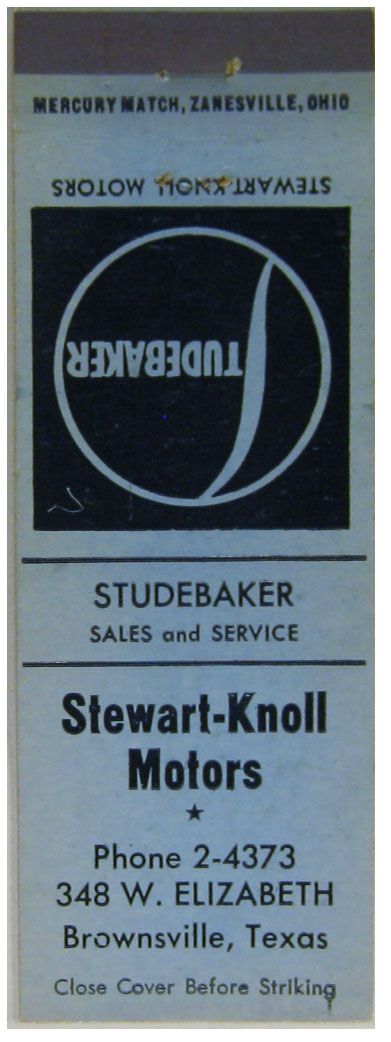 MERCURY MATCH, ZANESVILLE, OHIO
STEWART-KNOLL MOTORS
STUDEBAKER
STUDEBAKER
SALES and SERVICE
Stewart-Knoll
Motors
Phone 2-4373
348 W. ELIZABETH
Brownsville, Texas
Close Cover Before Striking